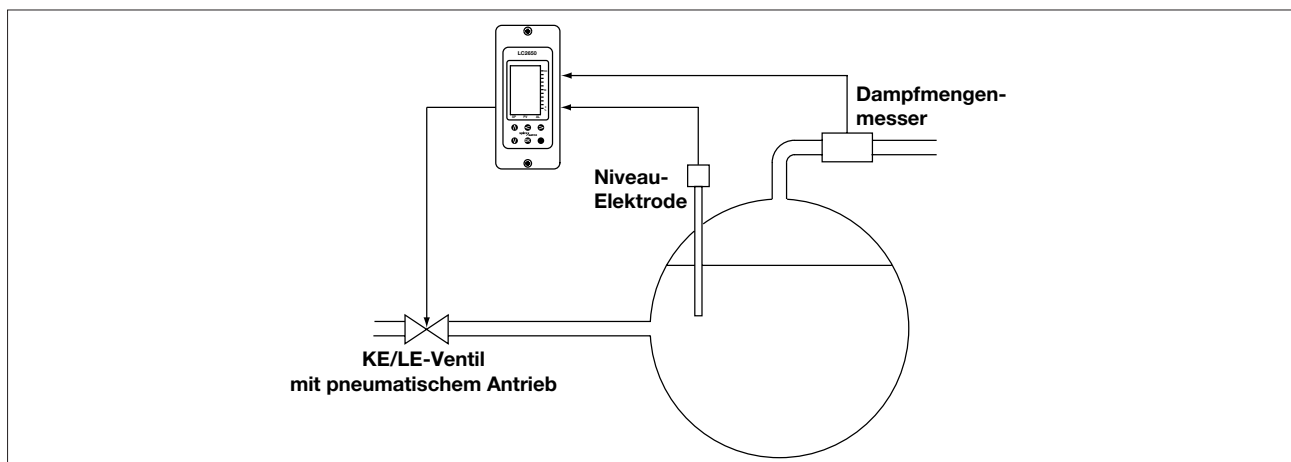 LC2650
Dampfmengen-
messer
Niveau-
Elektrode
KE/LE-Ventil
mit pneumatischem Antrieb